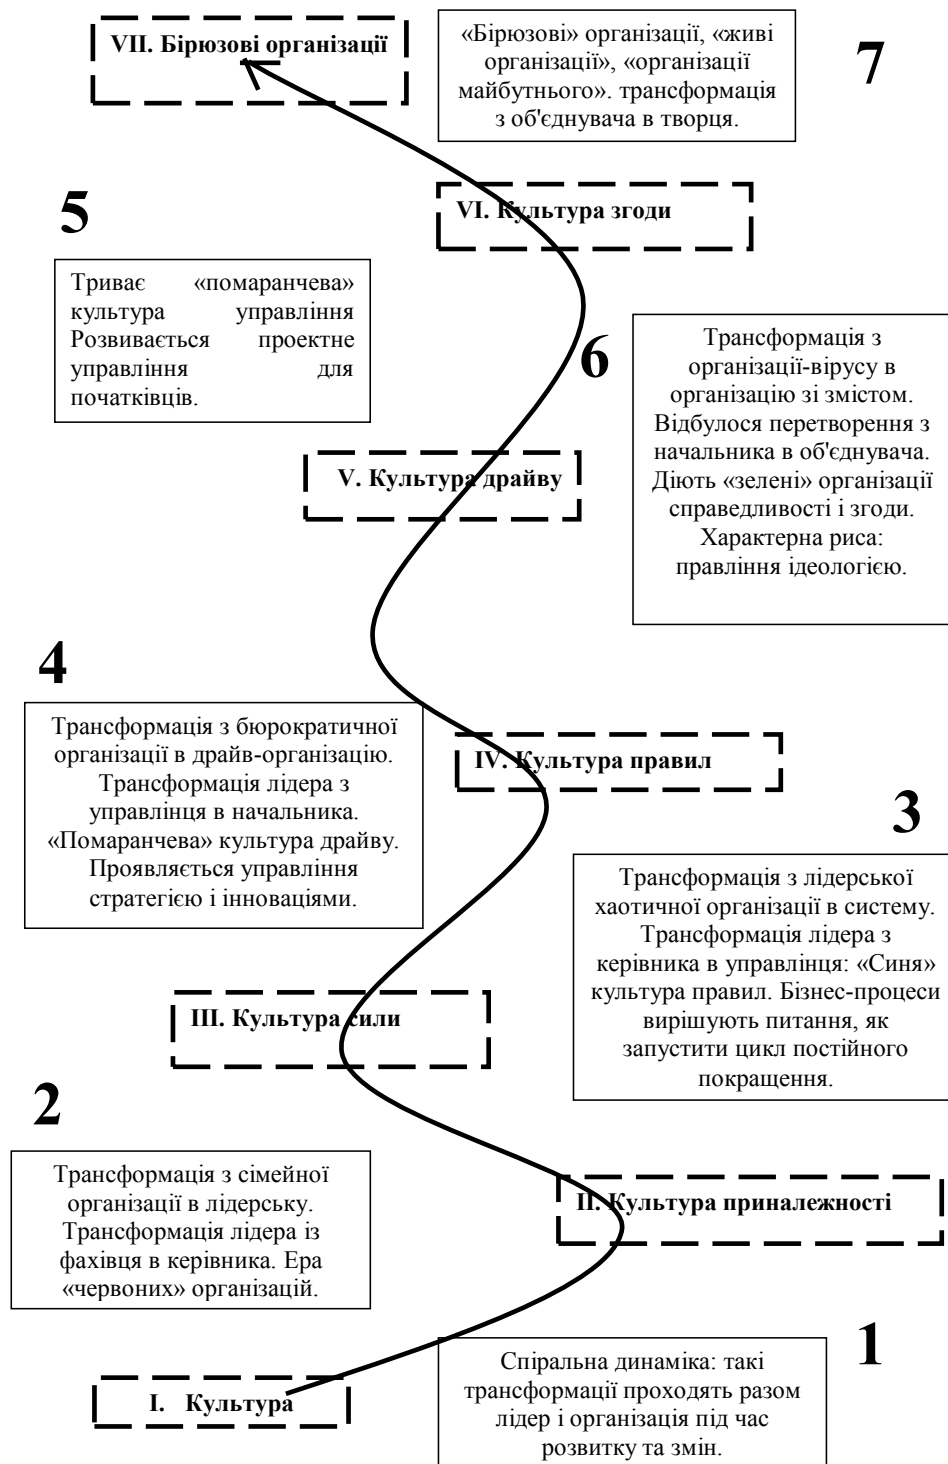 VII. Бірюзові організації
«Бірюзові» організації, «живі
організації», «організації
майбутнього». трансформація
з об'єднувача в творця.
7
VI. Культура згоди
5
Триває «помаранчева»
культура управління
Розвивається проектне
управління для
початківців.
6
Трансформація з
організації-вірусу в
організацію зі змістом.
Відбулося перетворення з
начальника в об'єднувача.
Діють «зелені» організації
справедливості і згоди.
Характерна риса:
правління ідеологією.
V. Культура драйву
4
Трансформація з бюрократичної
організації в драйв-організацію.
Трансформація лідера з
управлінця в начальника.
«Помаранчева» культура драйву.
Проявляється управління
стратегією і інноваціями.
IV. Культура правил
3
Трансформація з лідерської
хаотичної організації в систему.
Трансформація лідера з
керівника в управлінця: «Синя»
культура правил. Бізнес-процеси
вирішують питання, як
запустити цикл постійного
покращення.
III. Культура сили
2
Трансформація з сімейної
організації в лідерську.
Трансформація лідера із
фахівця в керівника. Ера
«червоних» організацій.
II. Культура приналежності
1
Спіральна динаміка: такі
трансформації проходять разом
лідер і організація під час
розвитку та змін.
I. Культура